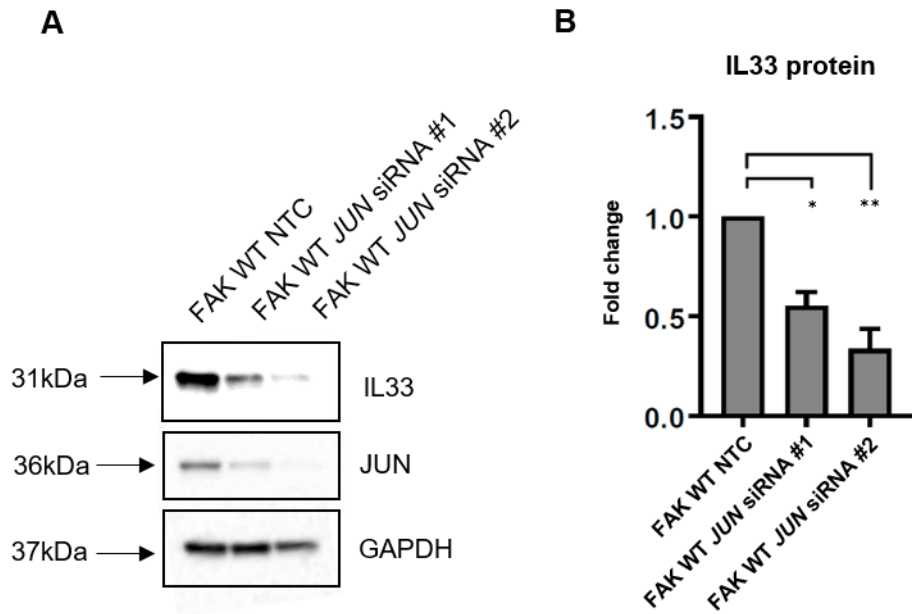 A
FAK WT NTC
FAK WT JUN siRNA #1
FAK WT JUN siRNA #2
31kDa
IL33
36kDa
JUN
37kDa
GAPDH
B
IL33 protein
Fold change
1.5
1.0
0.5
0.0
*
**
FAK WT NTC
FAK WT JUN siRNA #1
FAK WT JUN siRNA #2